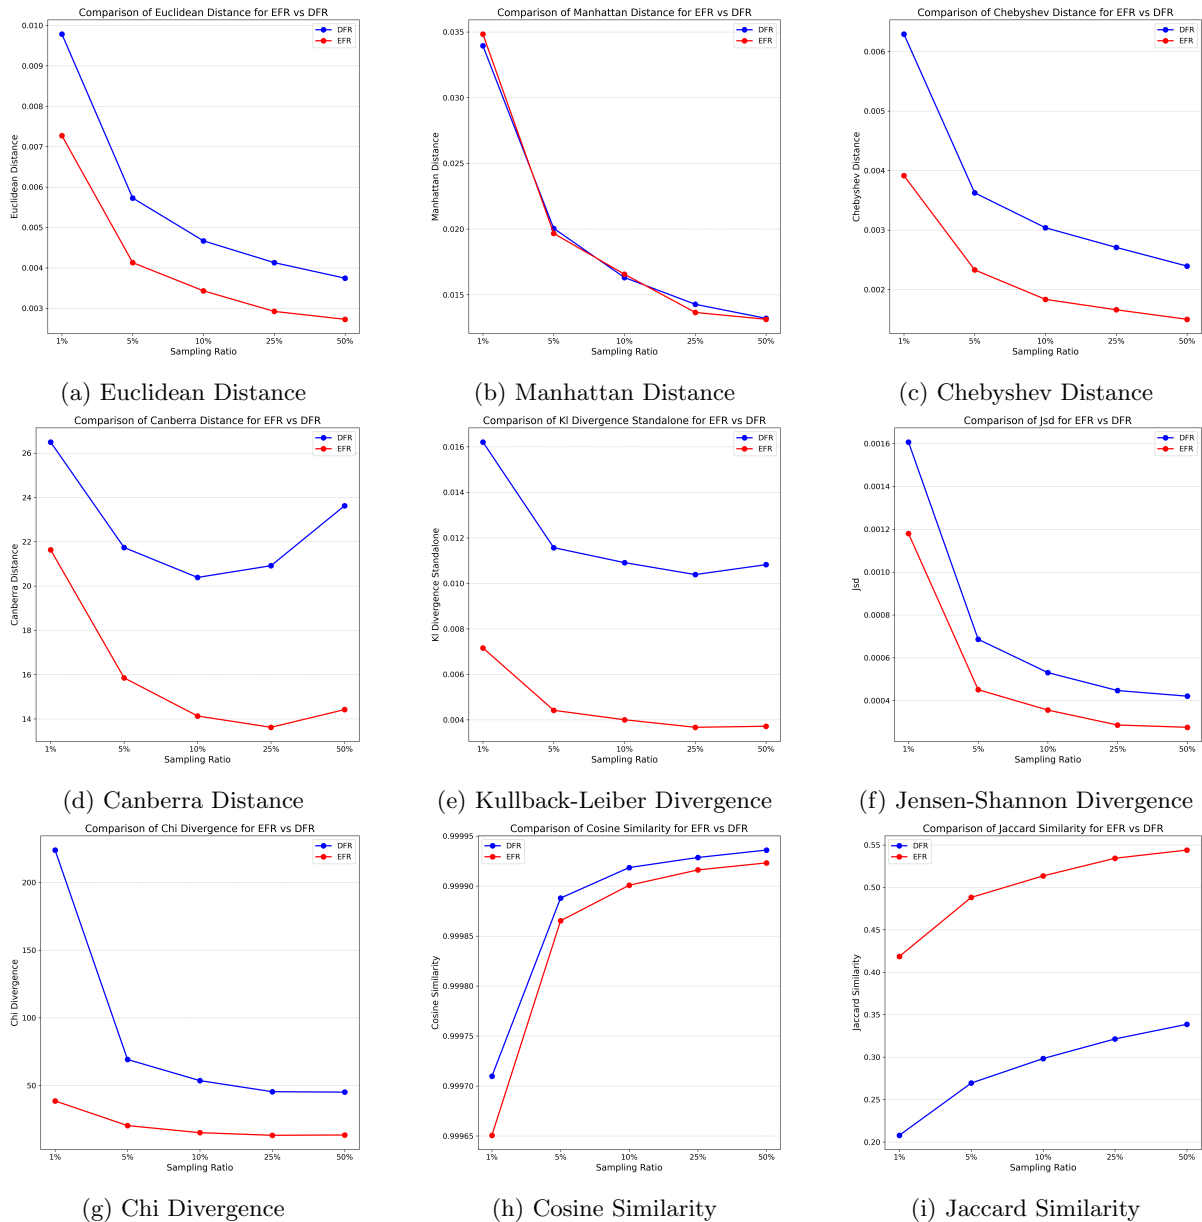 Comparison of Euclidean Distance for EFR vs DFR
0.010
0.009
0.008
0.007
0.006
0.005
0.004
0.003
Euclidean Distance
DFR
EFR
1% 5% 10% 25% 50%
Sampling Ratio
(a) Euclidean Distance
Comparison of Manhattan Distance for EFR vs DFR
0.035
0.030
0.025
0.020
0.015
Manhattan Distance
DFR
EFR
1% 5% 10% 25% 50%
Sampling Ratio
(b) Manhattan Distance
Comparison of Chebyshev Distance for EFR vs DFR
0.006
0.005
0.004
0.003
0.002
Chebyshev Distance
DFR
EFR
1% 5% 10% 25% 50%
Sampling Ratio
(c) Chebyshev Distance
Comparison of Canberra Distance for EFR vs DFR
26
24
22
20
18
16
14
Canberra Distance
DFR
EFR
1% 5% 10% 25% 50%
Sampling Ratio
(d) Canberra Distance
Comparison of Kl Divergence Standalone for EFR vs DFR
0.016
0.014
0.012
0.010
0.008
0.006
0.004
Kl Divergence Standalone
DFR
EFR
1% 5% 10% 25% 50%
Sampling Ratio
(e) Kullback-Leiber Divergence
Comparison of Jsd for EFR vs DFR
0.0016
0.0014
0.0012
0.0010
0.0008
0.0006
0.0004
Jsd
DFR
EFR
1% 5% 10% 25% 50%
Sampling Ratio
(f) Jensen-Shannon Divergence
Comparison of Chi Divergence for EFR vs DFR
200
150
100
50
Chi Divergence
DFR
EFR
1% 5% 10% 25% 50%
Sampling Ratio
(g) Chi Divergence
Comparison of Cosine Similarity for EFR vs DFR
0.99995
0.99990
0.99985
0.99980
0.99975
0.99970
0.99965
Cosine Similarity
DFR
EFR
1% 5% 10% 25% 50%
Sampling Ratio
(h) Cosine Similarity
Comparison of Jaccard Similarity for EFR vs DFR
0.55
0.50
0.45
0.40
0.35
0.30
0.25
0.20
Jaccard Similarity
DFR
EFR
1% 5% 10% 25% 50%
Sampling Ratio
(i) Jaccard Similarity